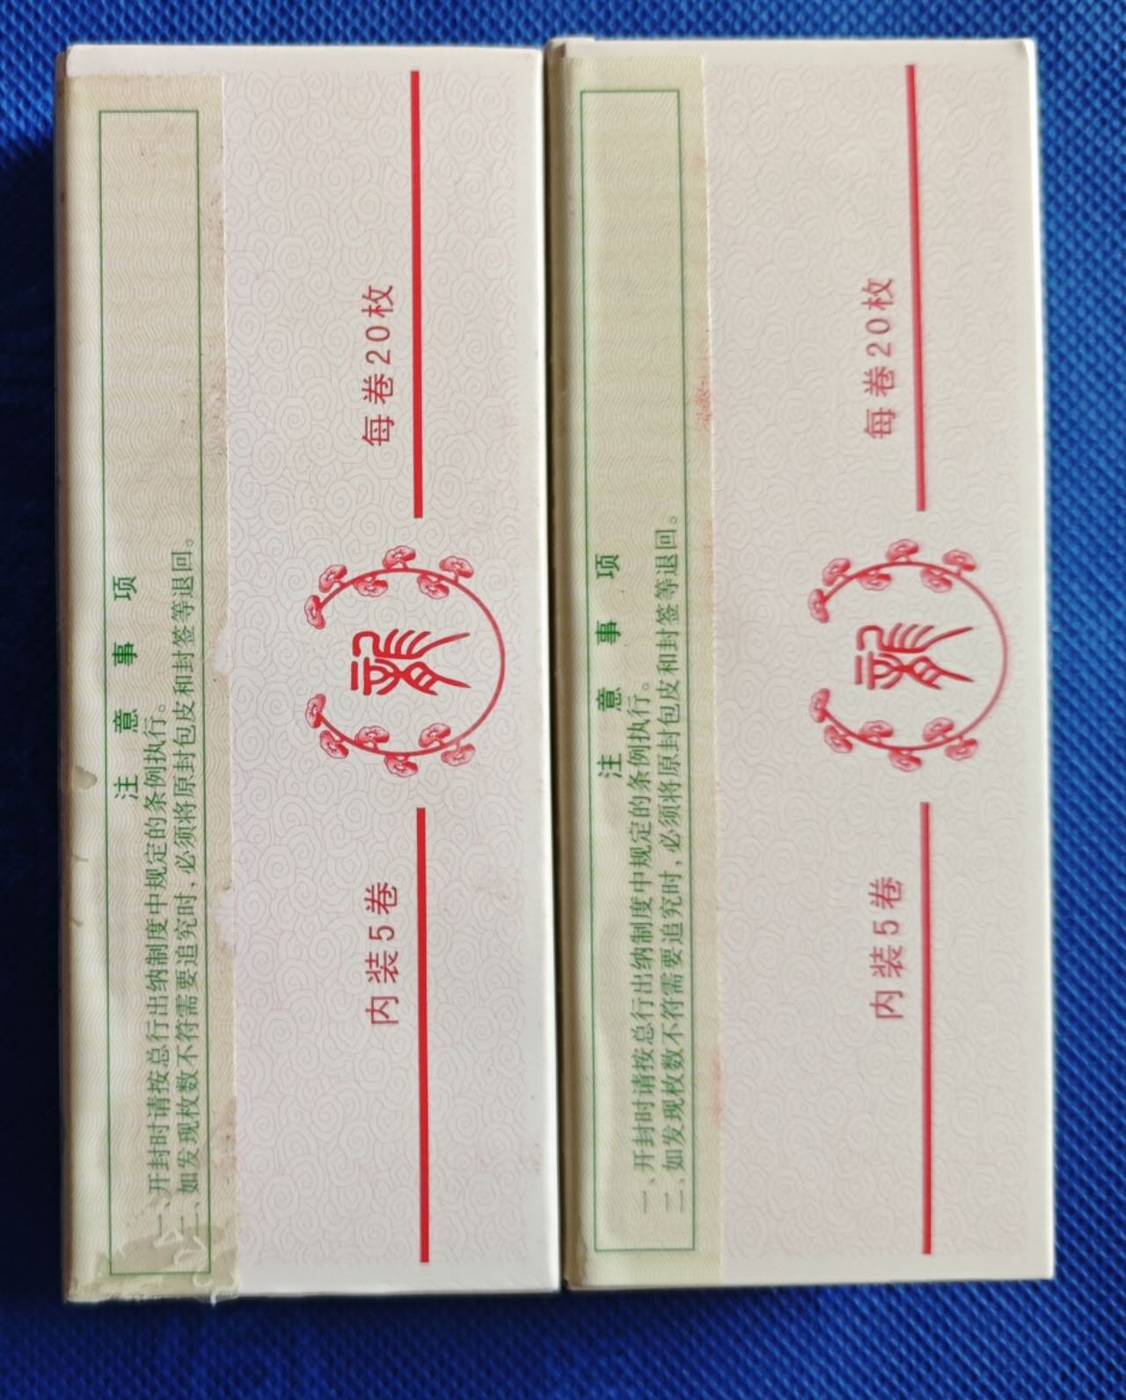 注意事项
一、开封时请按总行出纳制度中规定的条例执行。
二、如发现枚数不符需要追究时，必须将原封包皮和封签等退回。
内装5卷
每卷20枚
注意事项
一、开封时请按总行出纳制度中规定的条例执行。
二、如发现枚数不符需要追究时，必须将原封包皮和封签等退回。
内装5卷
每卷20枚